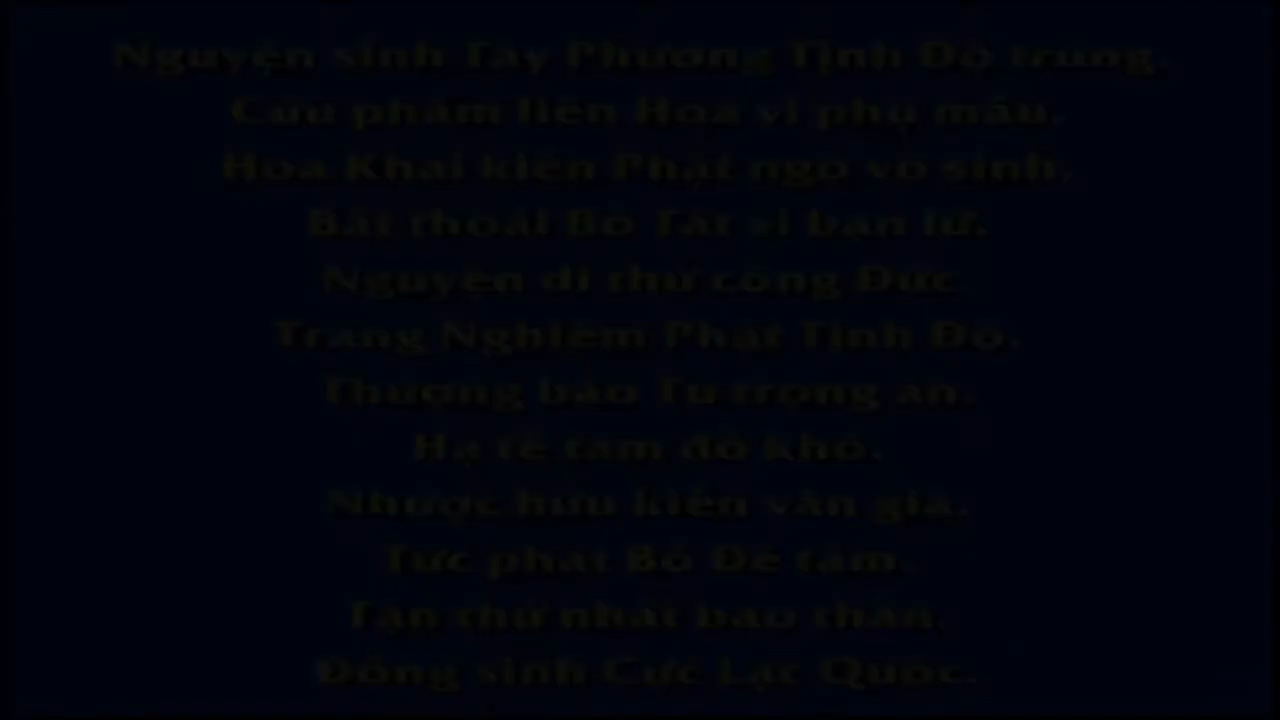 Nguyện sinh Tây Phương Tịnh Độ trung.
Cửu phẩm liên Hoa vi phụ mẫu.
Hoa Khai kiến Phật ngộ vô sinh.
Bất thoái Bồ Tát vi bạn lữ.
Nguyện dĩ thử công Đức
Trang Nghiêm Phật Tịnh Độ.
Thượng báo Tứ trọng ân.
Hạ tế tam đồ khổ.
Nhược hữu kiến văn giả.
Tức phát Bồ Đề tâm.
Tận thử nhất báo thân
Đồng sinh Cực Lạc Quốc.